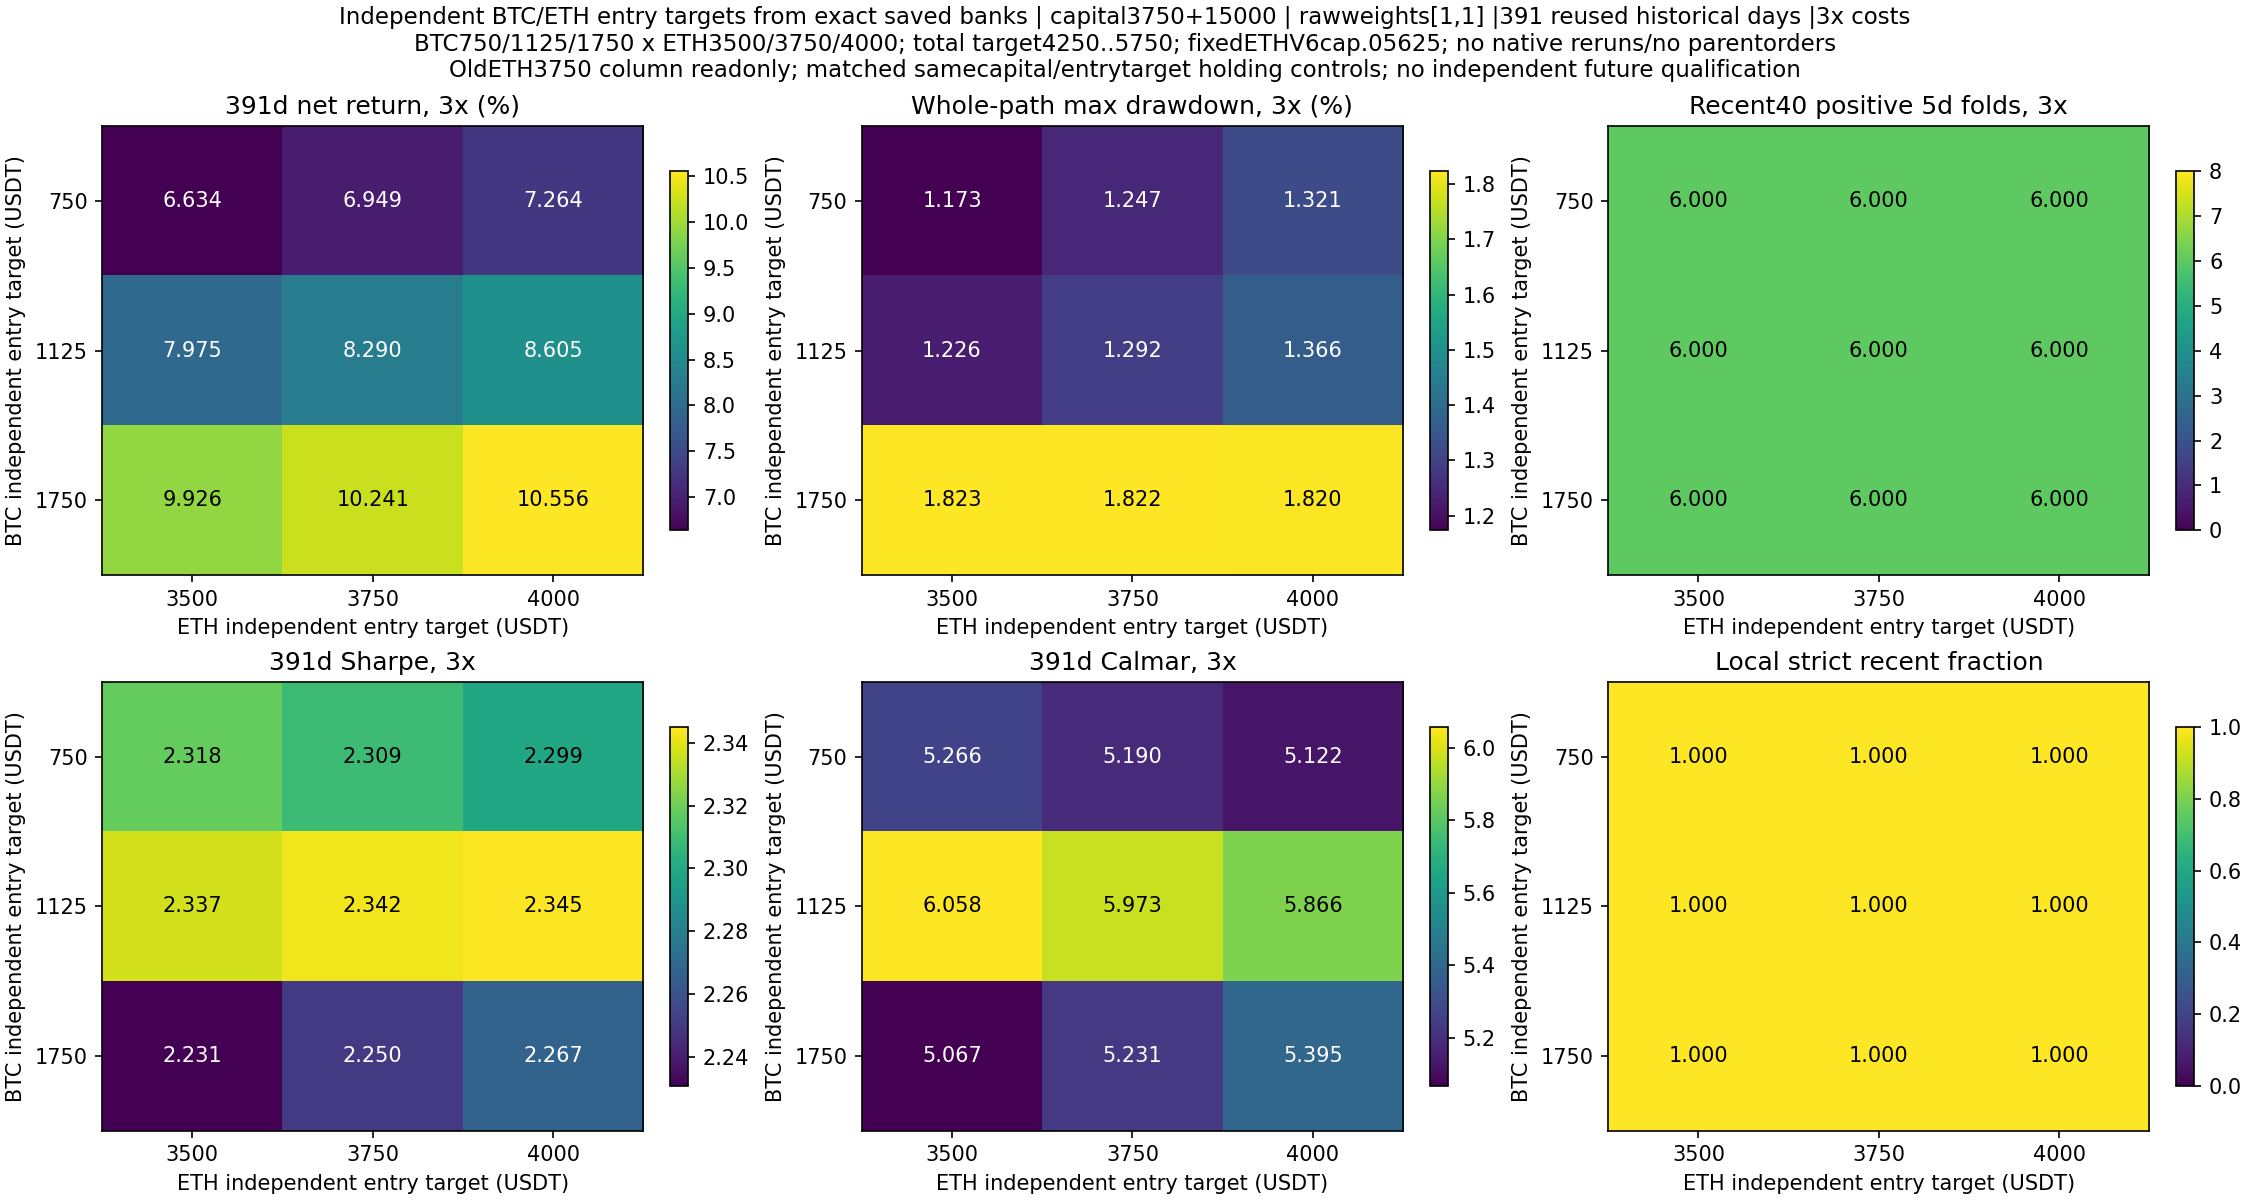 Independent BTC/ETH entry targets from exact saved banks | capital3750+15000 | rawweights[1,1] |391 reused historical days |3x costs
BTC750/1125/1750 x ETH3500/3750/4000; total target4250..5750; fixedETHV6cap.05625; no native reruns/no parentorders
OldETH3750 column readonly; matched samecapital/entrytarget holding controls; no independent future qualification
391d net return, 3x (%)
BTC independent entry target (USDT)
750
1125
1750
6.634 6.949 7.264
7.975 8.290 8.605
9.926 10.241 10.556
3500 3750 4000
ETH independent entry target (USDT)
10.5
10.0
9.5
9.0
8.5
8.0
7.5
7.0
Whole-path max drawdown, 3x (%)
BTC independent entry target (USDT)
750
1125
1750
1.173 1.247 1.321
1.226 1.292 1.366
1.823 1.822 1.820
3500 3750 4000
ETH independent entry target (USDT)
1.8
1.7
1.6
1.5
1.4
1.3
1.2
Recent40 positive 5d folds, 3x
BTC independent entry target (USDT)
750
1125
1750
6.000 6.000 6.000
6.000 6.000 6.000
6.000 6.000 6.000
3500 3750 4000
ETH independent entry target (USDT)
8
7
6
5
4
3
2
1
0
391d Sharpe, 3x
BTC independent entry target (USDT)
750
1125
1750
2.318 2.309 2.299
2.337 2.342 2.345
2.231 2.250 2.267
3500 3750 4000
ETH independent entry target (USDT)
2.34
2.32
2.30
2.28
2.26
2.24
391d Calmar, 3x
BTC independent entry target (USDT)
750
1125
1750
5.266 5.190 5.122
6.058 5.973 5.866
5.067 5.231 5.395
3500 3750 4000
ETH independent entry target (USDT)
6.0
5.8
5.6
5.4
5.2
Local strict recent fraction
BTC independent entry target (USDT)
750
1125
1750
1.000 1.000 1.000
1.000 1.000 1.000
1.000 1.000 1.000
3500 3750 4000
ETH independent entry target (USDT)
1.0
0.8
0.6
0.4
0.2
0.0